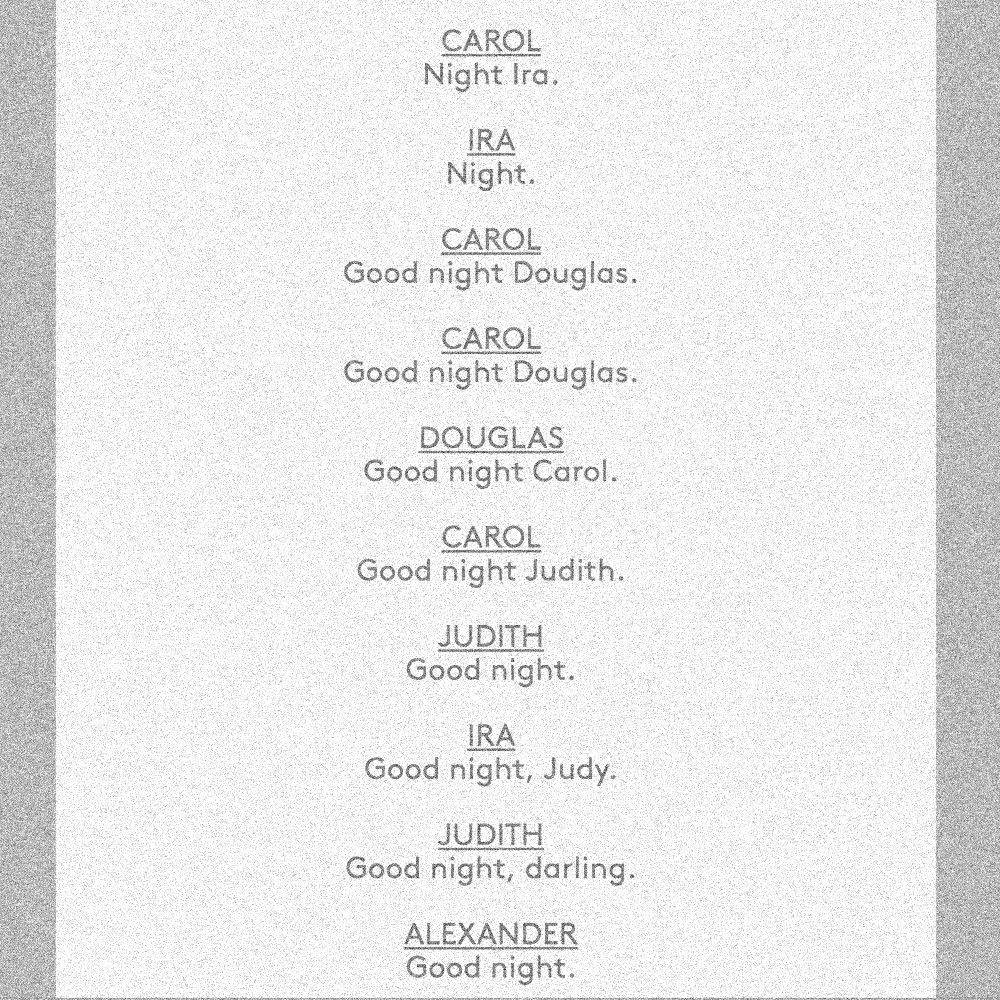 CAROL
Night Ira.
IRA
Night.
CAROL
Good night Douglas.
CAROL
Good night Douglas.
DOUGLAS
Good night Carol.
CAROL
Good night Judith.
JUDITH
Good night.
IRA
Good night, Judy.
JUDITH
Good night, darling.
ALEXANDER
Good night.